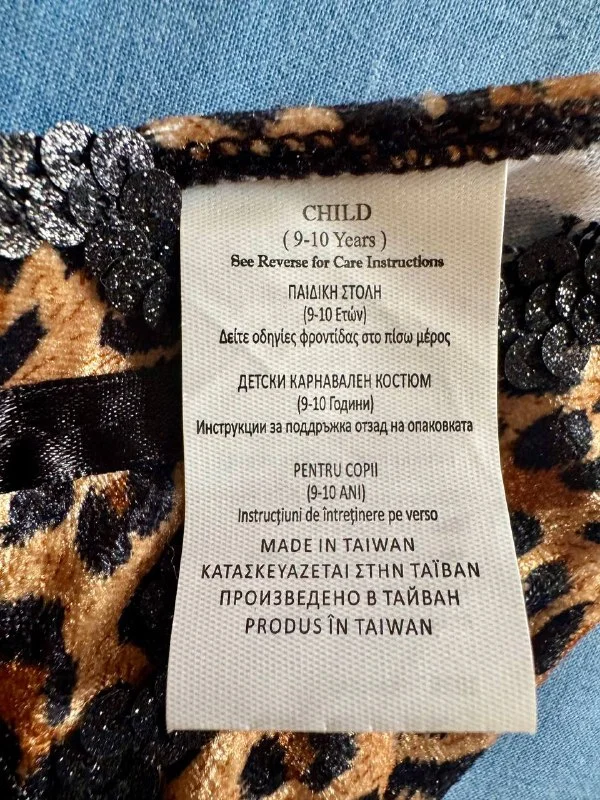 CHILD
( 9-10 Years )
See Reverse for Care Instructions
ΠΑΙΔΙΚΗ ΣΤΟΛΗ
(9-10 Ετών)
Δείτε οδηγίες φροντίδας στο πίσω μέρος
ДЕТСКИ КАРНАВАЛЕН КОСТЮМ
(9-10 Години)
Инструкции за поддръжка отзад на опаковката
PENTRU COPII
(9-10 ANI)
Instrucţiuni de întreţinere pe verso
MADE IN TAIWAN
ΚΑΤΑΣΚΕΥΑΖΕΤΑΙ ΣΤΗΝ ΤΑΪΒΑΝ
ПРОИЗВЕДЕНО В ТАЙВАН
PRODUS ÎN TAIWAN